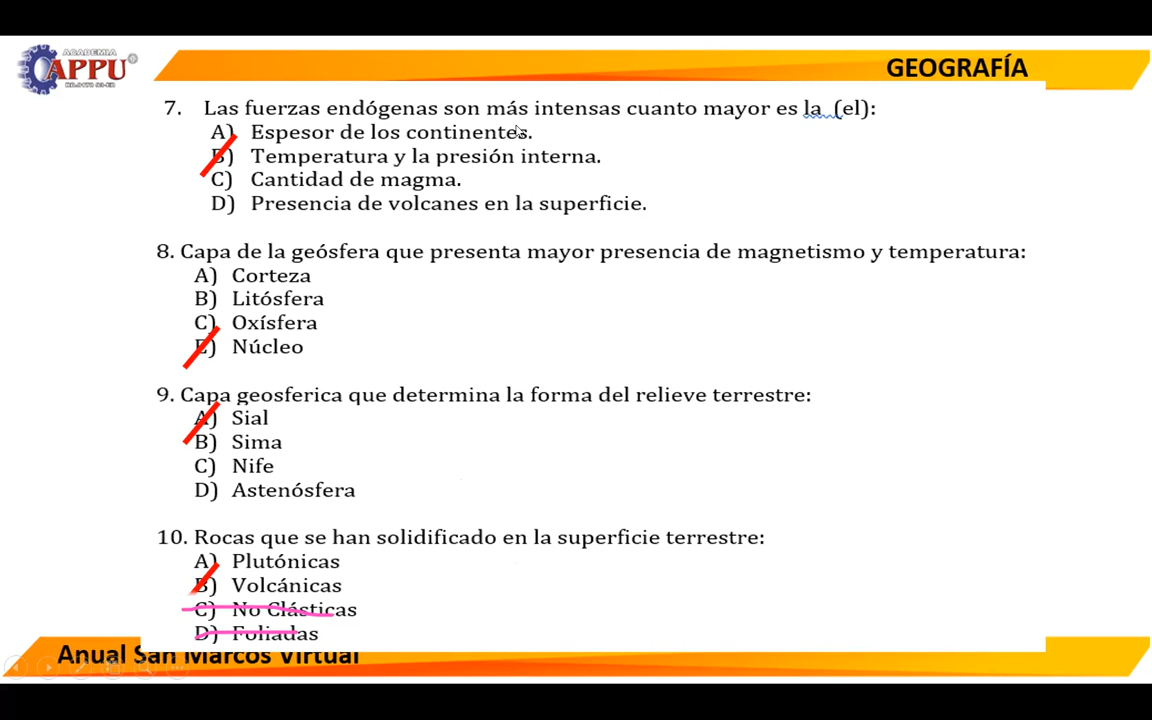 ACADEMIA
APPU
GEOGRAFÍA
7. Las fuerzas endógenas son más intensas cuanto mayor es la (el):
A) Espesor de los continentes.
B) Temperatura y la presión interna.
C) Cantidad de magma.
D) Presencia de volcanes en la superficie.
8. Capa de la geósfera que presenta mayor presencia de magnetismo y temperatura:
A) Corteza
B) Litósfera
C) Oxísfera
E) Núcleo
9. Capa geosferica que determina la forma del relieve terrestre:
A) Sial
B) Sima
C) Nife
D) Astenósfera
10. Rocas que se han solidificado en la superficie terrestre:
A) Plutónicas
B) Volcánicas
C) No Clásticas
D) Foliadas
Anual San Marcos Virtual